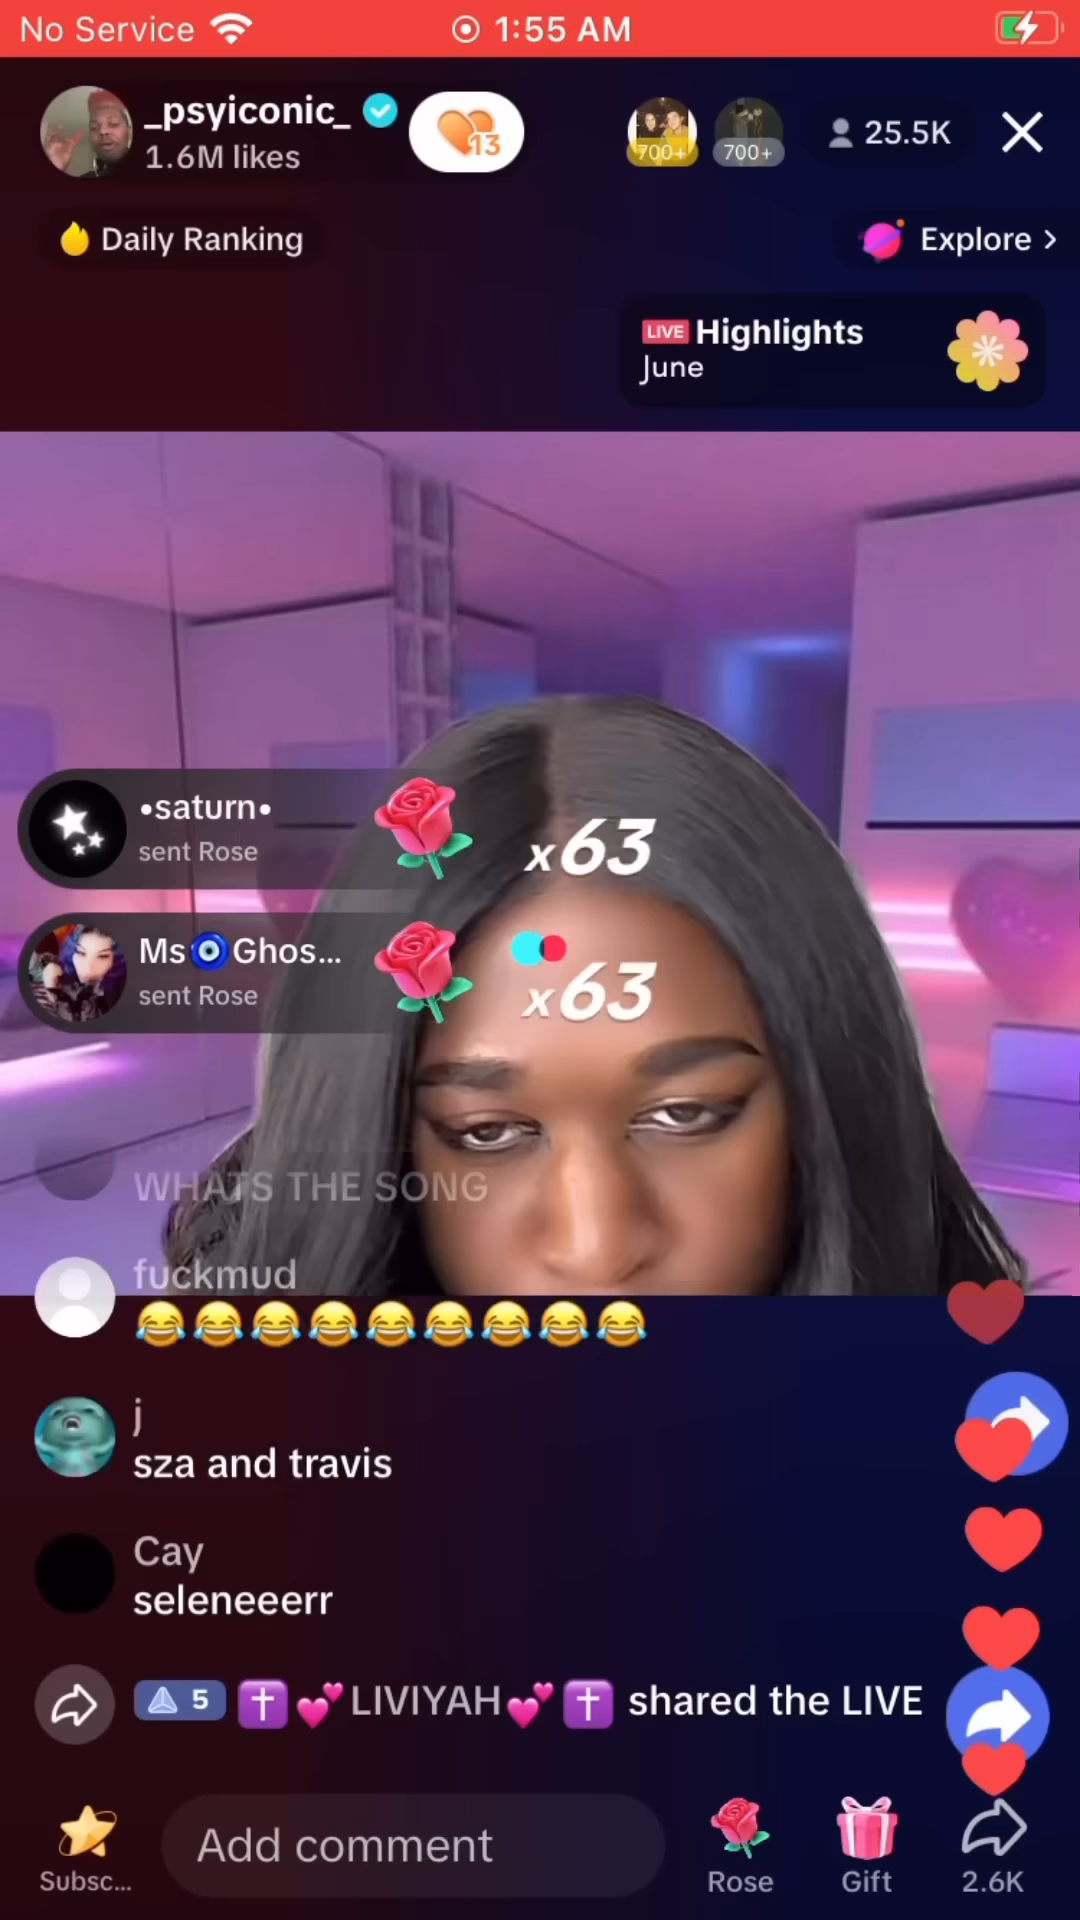 No Service
1:55 AM
_psyiconic_
1.6M likes
13
700+
700+
25.5K
Daily Ranking
Explore
LIVE Highlights
June
•saturn•
sent Rose
x63
Ms🧿Ghos...
sent Rose
x63
WHATS THE SONG
fuckmud
😂😂😂😂😂😂😂😂😂
j
sza and travis
Cay
seleneeerr
5 ✝️💕LIVIYAH💕✝️ shared the LIVE
Subsc...
Add comment
Rose
Gift
2.6K